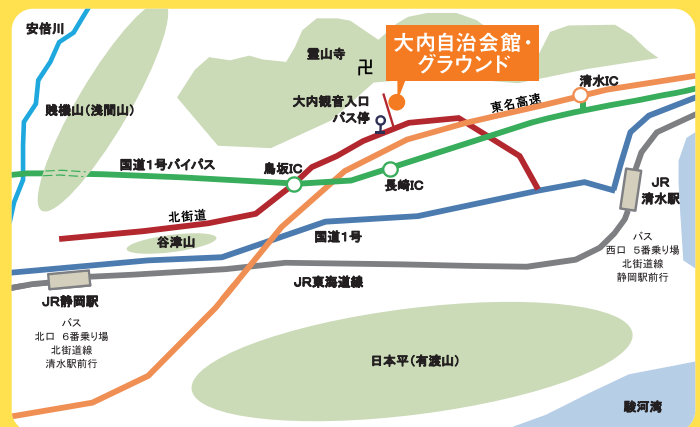 安倍川
賤機山(浅間山)
霊山寺
大内自治会館・
グラウンド
大内観音入口
バス停
清水IC
東名高速
国道1号バイパス
鳥坂IC
長崎IC
JR
清水駅
北街道
谷津山
国道1号
バス
西口 5番乗り場
北街道線
静岡駅前行
JR東海道線
JR静岡駅
バス
北口 6番乗り場
北街道線
清水駅前行
日本平(有渡山)
駿河湾